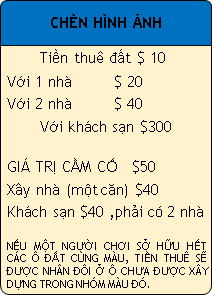 CHÈN HÌNH ẢNH
Tiền thuê đất $ 10
Với 1 nhà $ 20
Với 2 nhà $ 40
Với khách sạn $300
GIÁ TRỊ CẦM CỐ $50
Xây nhà (một căn) $40
Khách sạn $40 ,phải có 2 nhà
NẾU MỘT NGƯỜI CHƠI SỞ HỮU HẾT
CÁC Ô ĐẤT CÙNG MÀU, TIỀN THUÊ SẼ
ĐƯỢC NHÂN ĐÔI Ở Ô CHƯA ĐƯỢC XÂY
DỰNG TRONG NHÓM MÀU ĐÓ.